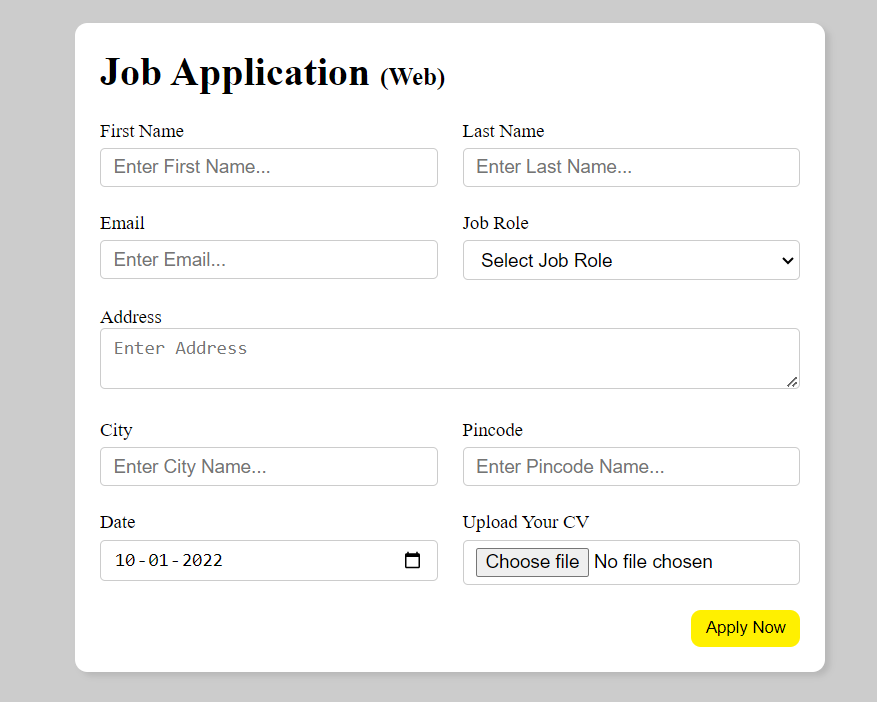 Job Application (Web)
First Name
Last Name
Enter First Name...
Enter Last Name...
Email
Job Role
Enter Email...
Select Job Role
Address
Enter Address
City
Pincode
Enter City Name...
Enter Pincode Name...
Date
Upload Your CV
10-01-2022
Choose file No file chosen
Apply Now